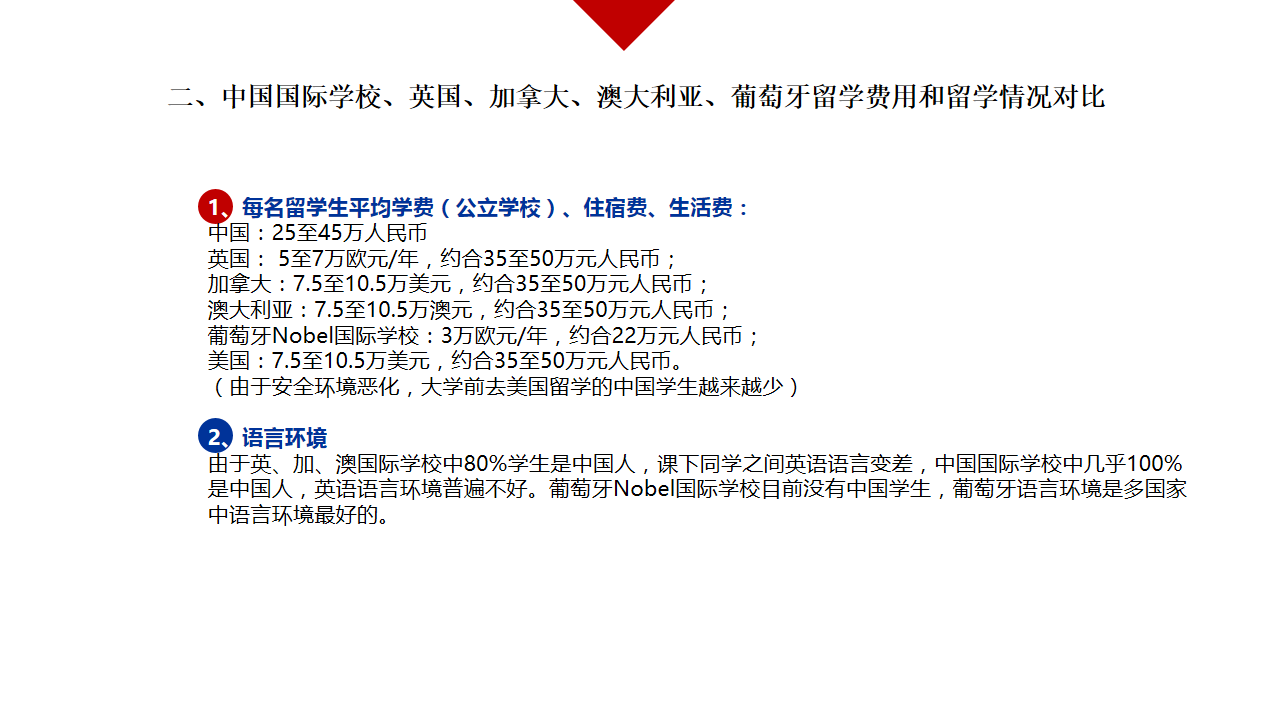 二、中国国际学校、英国、加拿大、澳大利亚、葡萄牙留学费用和留学情况对比
1、每名留学生平均学费（公立学校）、住宿费、生活费：
中国：25至45万人民币
英国： 5至7万欧元/年，约合35至50万元人民币；
加拿大：7.5至10.5万美元，约合35至50万元人民币；
澳大利亚：7.5至10.5万澳元，约合35至50万元人民币；
葡萄牙Nobel国际学校：3万欧元/年，约合22万元人民币；
美国：7.5至10.5万美元，约合35至50万元人民币。
（由于安全环境恶化，大学前去美国留学的中国学生越来越少）
2、语言环境
由于英、加、澳国际学校中80%学生是中国人，课下同学之间英语语言变差，中国国际学校中几乎100%
是中国人，英语语言环境普遍不好。葡萄牙Nobel国际学校目前没有中国学生，葡萄牙语言环境是多国家
中语言环境最好的。